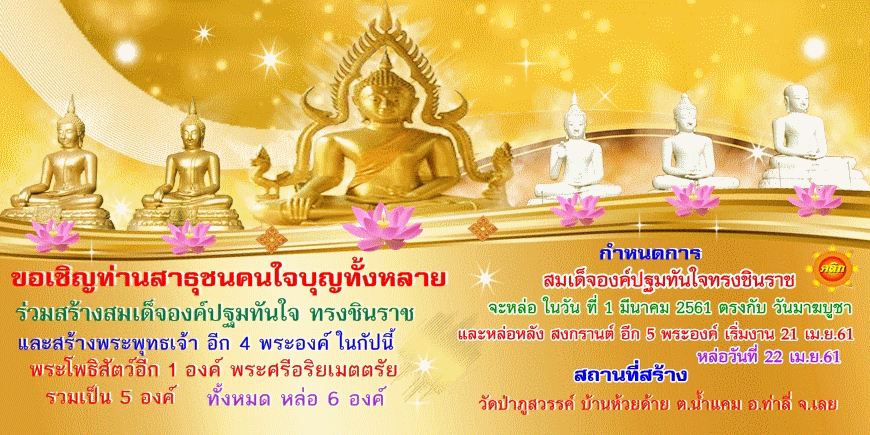 ขอเชิญท่านสาธุชนคนใจบุญทั้งหลาย
ร่วมสร้างสมเด็จองค์ปฐมทันใจ ทรงชินราช
และสร้างพระพุทธเจ้า อีก 4 พระองค์ ในกัปนี้
พระโพธิสัตว์อีก 1 องค์ พระศรีอริยเมตตรัย
รวมเป็น 5 องค์ ทั้งหมด หล่อ 6 องค์
กำหนดการ
สมเด็จองค์ปฐมทันใจทรงชินราช
จะหล่อ ในวัน ที่ 1 มีนาคม 2561 ตรงกับ วันมาฆบูชา
และหล่อหลัง สงกรานต์ อีก 5 พระองค์ เริ่มงาน 21 เม.ย.61
หล่อวันที่ 22 เม.ย.61
สถานที่สร้าง
วัดป่าภูสวรรค์ บ้านห้วยด้าย ต.น้ำแคม อ.ท่าลี่ จ.เลย